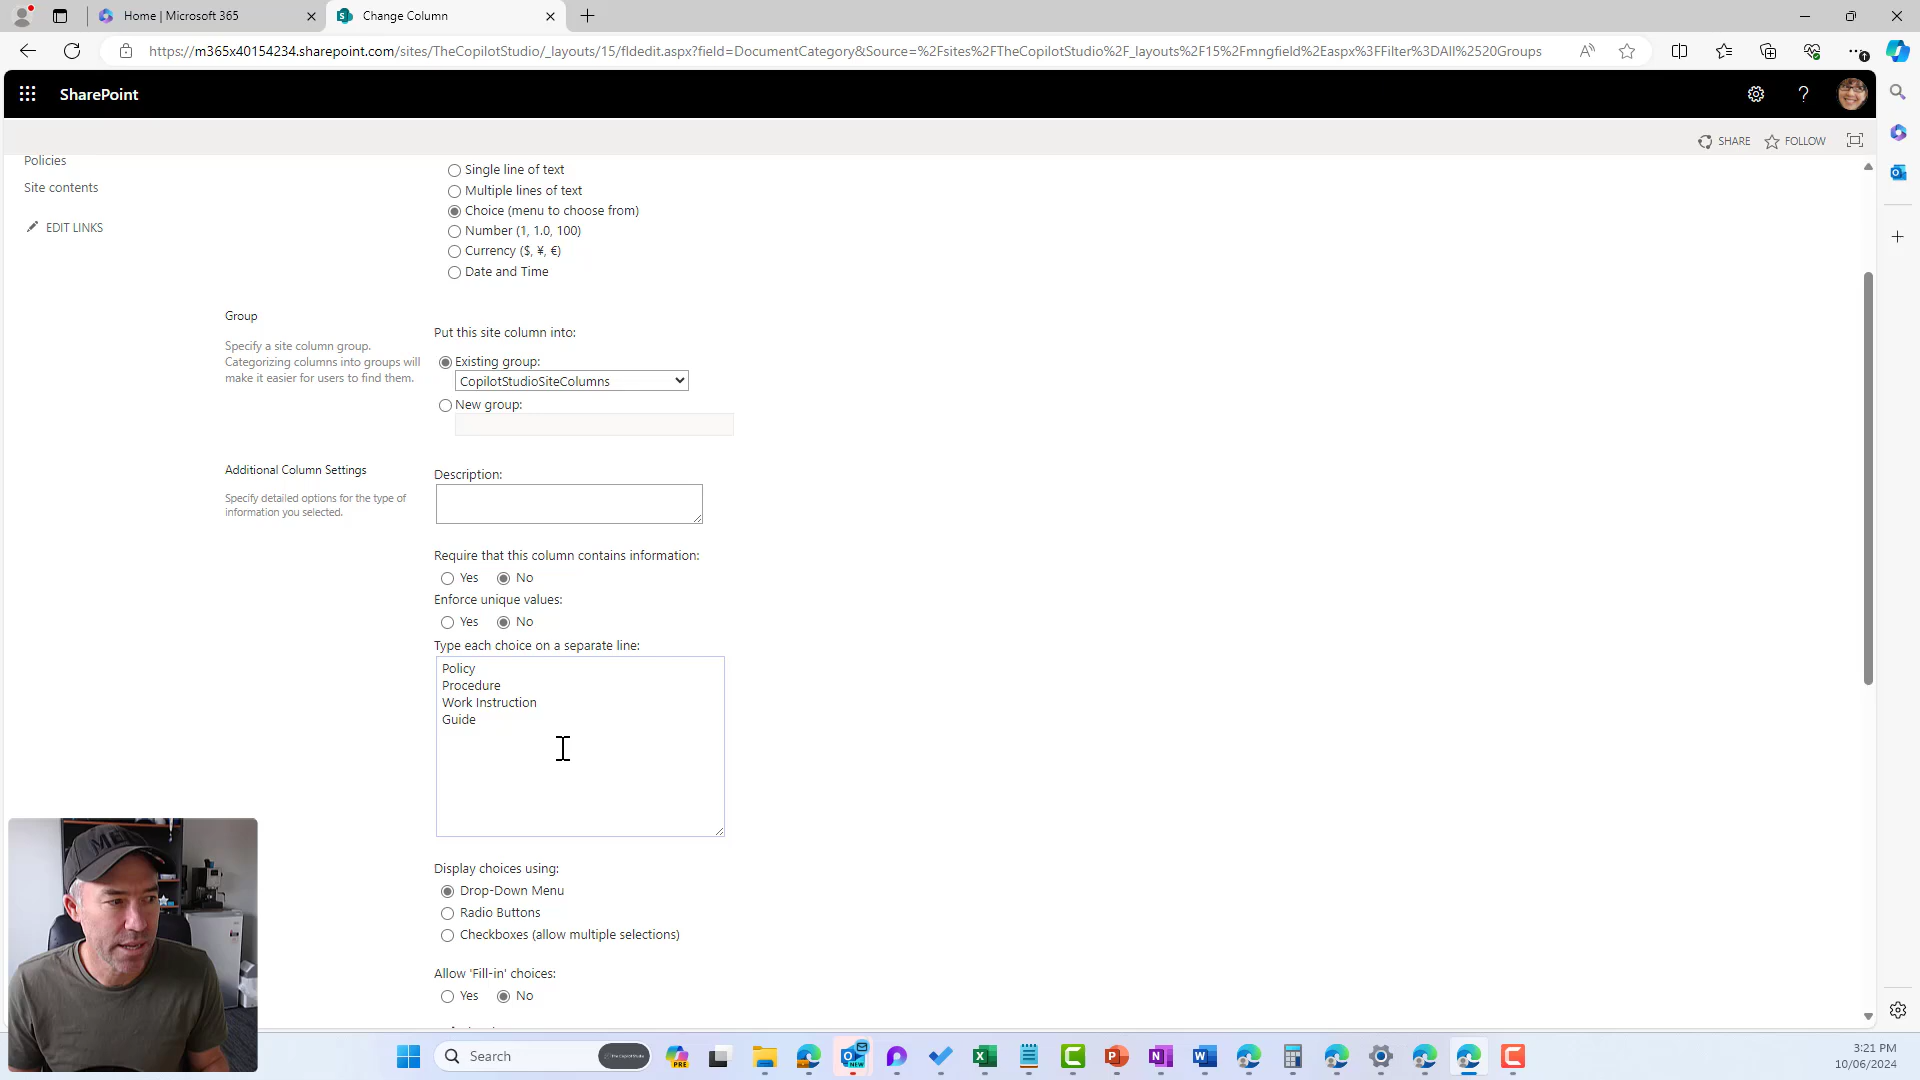 Home | Microsoft 365
Change Column
https://m365x40154234.sharepoint.com/sites/TheCopilotStudio/_layouts/15/fldedit.aspx?field=DocumentCategory&Source=%2Fsites%2FTheCopilotStudio%2F_layouts%2F15%2Fmngfield%2Easpx%3FFilter%3DAll%2520Groups
SharePoint
SHARE
FOLLOW
Policies
Site contents
EDIT LINKS
Single line of text
Multiple lines of text
Choice (menu to choose from)
Number (1, 1.0, 100)
Currency ($, ¥, €)
Date and Time
Group
Specify a site column group.
Categorizing columns into groups will
make it easier for users to find them.
Put this site column into:
Existing group:
CopilotStudioSiteColumns
New group:
Additional Column Settings
Specify detailed options for the type of
information you selected.
Description:
Require that this column contains information:
Yes No
Enforce unique values:
Yes No
Type each choice on a separate line:
Policy
Procedure
Work Instruction
Guide
Display choices using:
Drop-Down Menu
Radio Buttons
Checkboxes (allow multiple selections)
Allow 'Fill-in' choices:
Yes No
Search
PRE
NEW
3:21 PM
10/06/2024